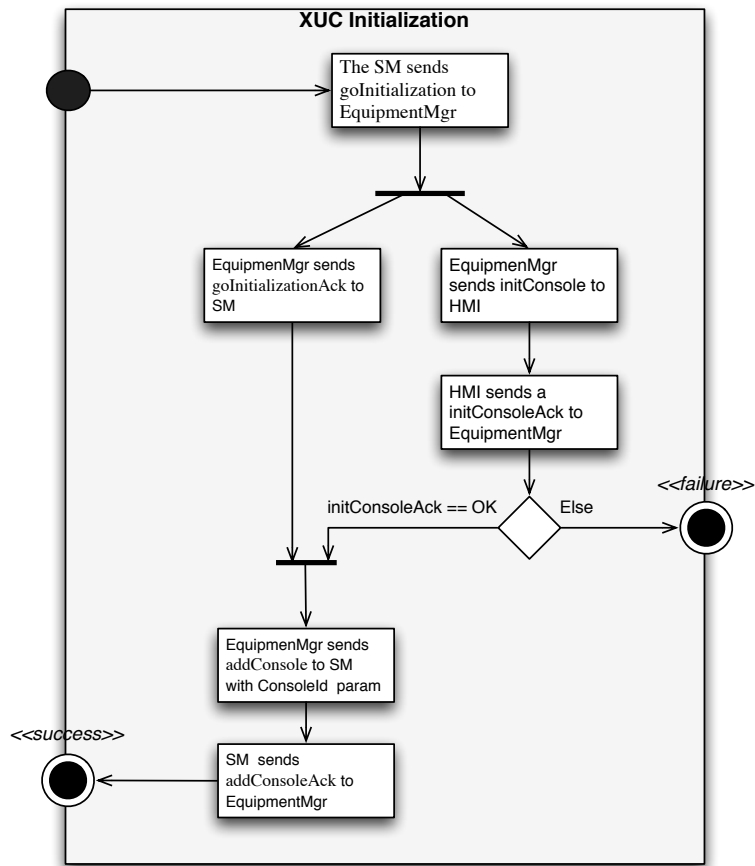 XUC Initialization
The SM sends
goInitialization to
EquipmentMgr
EquipmenMgr sends
goInitializationAck to
SM
EquipmenMgr
sends initConsole to
HMI
HMI sends a
initConsoleAck to
EquipmentMgr
<<failure>>
initConsoleAck == OK
Else
EquipmenMgr sends
addConsole to SM
with ConsoleId param
<<success>>
SM sends
addConsoleAck to
EquipmentMgr